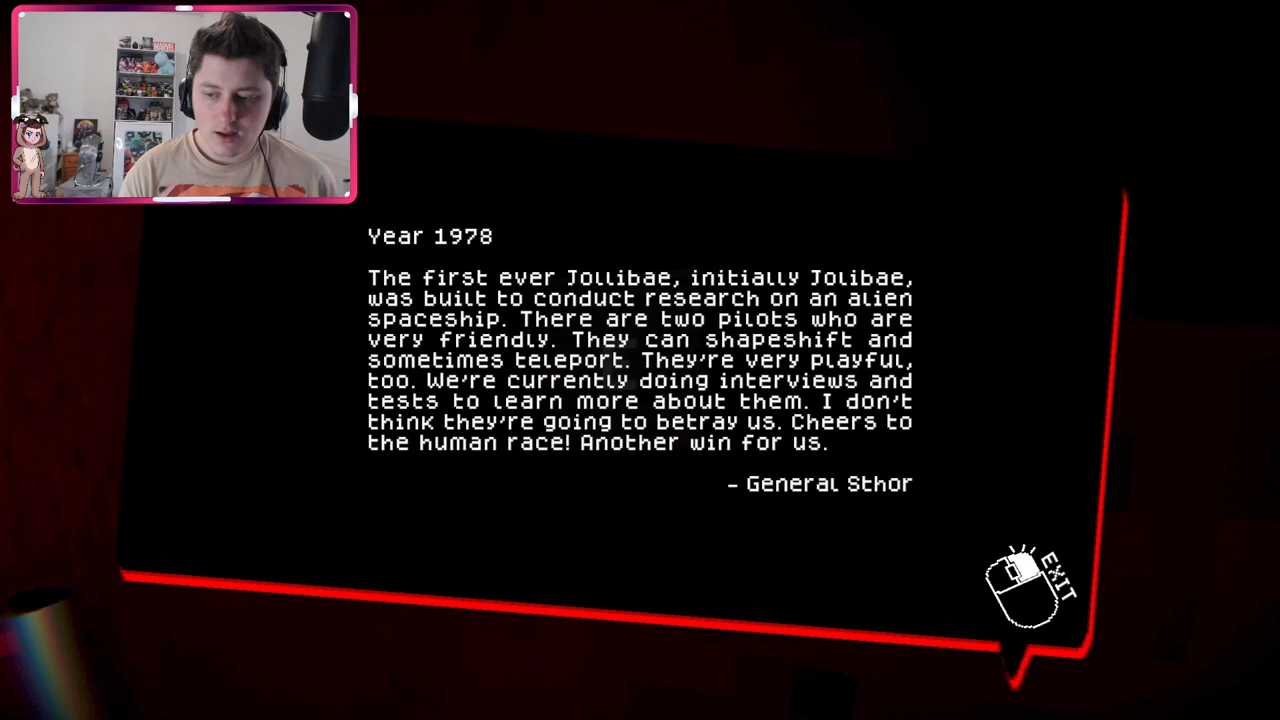 MARVEL
Year 1978
The first ever Jollibae, initially Jolibae,
was built to conduct research on an alien
spaceship. There are two pilots who are
very friendly. They can shapeshift and
sometimes teleport. They're very playful,
too. We're currently doing interviews and
tests to learn more about them. I don't
think they're going to betray us. Cheers to
the human race! Another win for us.
- General Sthor
EXIT